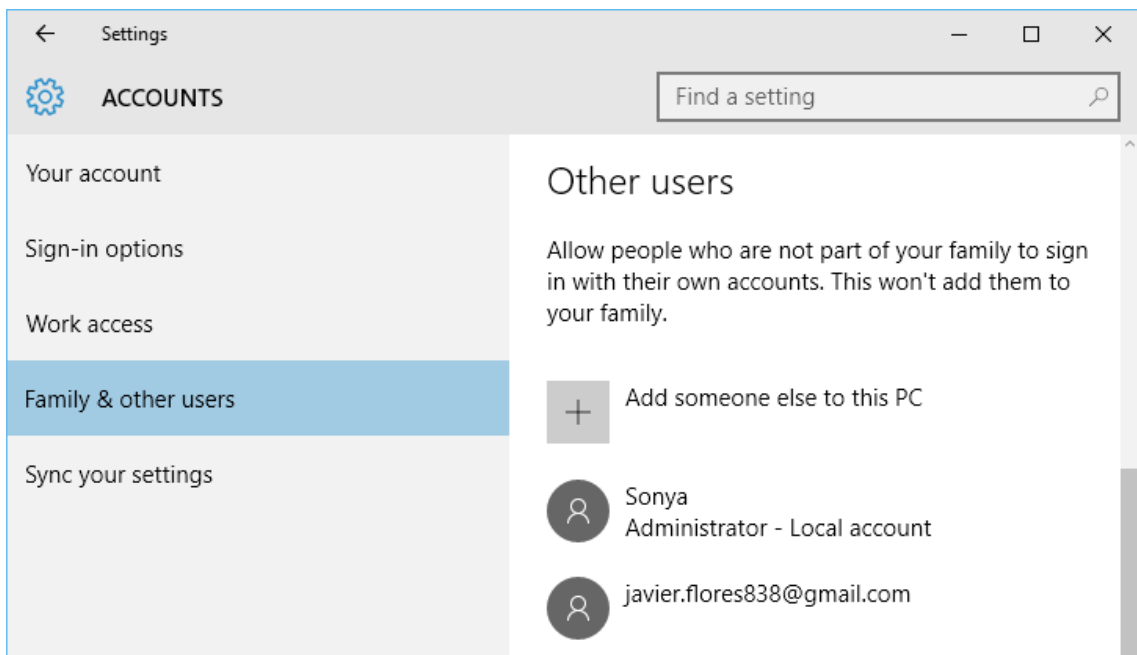 Settings
ACCOUNTS
Find a setting
Your account
Sign-in options
Work access
Family & other users
Sync your settings
Other users
Allow people who are not part of your family to sign
in with their own accounts. This won't add them to
your family.
Add someone else to this PC
Sonya
Administrator - Local account
javier.flores838@gmail.com